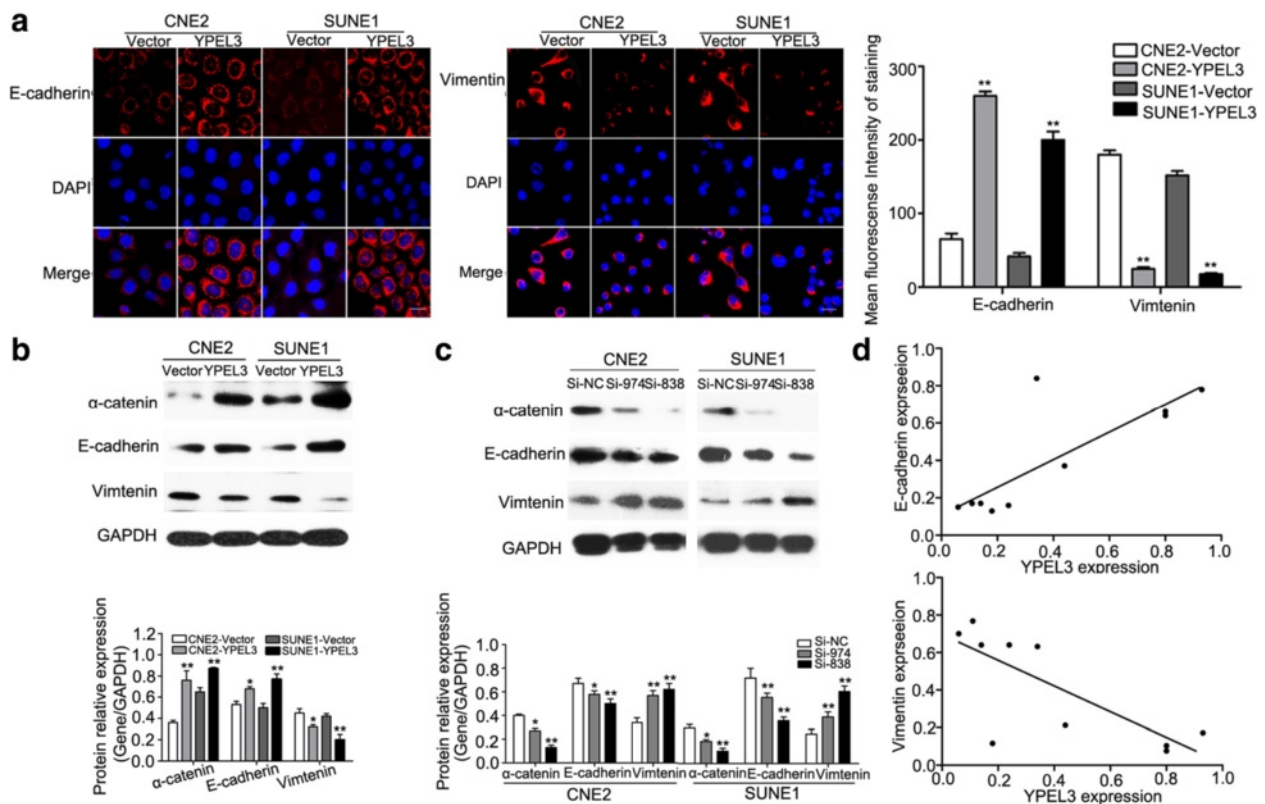 a
CNE2 SUNE1
Vector YPEL3 Vector YPEL3
E-cadherin
DAPI
Merge
CNE2 SUNE1
Vector YPEL3 Vector YPEL3
Vimentin
DAPI
Merge
Mean fluorescense Intensity of staining
300
200
100
0
CNE2-Vector
CNE2-YPEL3
SUNE1-Vector
SUNE1-YPEL3
** ** ** **
E-cadherin Vimtenin
b
CNE2 SUNE1
Vector YPEL3 Vector YPEL3
α-catenin
E-cadherin
Vimtenin
GAPDH
Protein relative expression
(Gene/GAPDH)
1.2
1.0
0.8
0.6
0.4
0.2
0.0
CNE2-Vector SUNE1-Vector
CNE2-YPEL3 SUNE1-YPEL3
** ** * ** * **
α-catenin E-cadherin Vimtenin
c
CNE2 SUNE1
Si-NC Si-974 Si-838 Si-NC Si-974 Si-838
α-catenin
E-cadherin
Vimtenin
GAPDH
Protein relative expression
(Gene/GAPDH)
1.0
0.8
0.6
0.4
0.2
0.0
Si-NC
Si-974
Si-838
* ** * ** ** ** * ** ** ** ** **
α-catenin E-cadherin Vimtenin α-catenin E-cadherin Vimtenin
CNE2 SUNE1
d
E-cadherin exprseeion
1.0
0.8
0.6
0.4
0.2
0.0
0.0 0.2 0.4 0.6 0.8 1.0
YPEL3 expression
Vimentin exprseeion
1.0
0.8
0.6
0.4
0.2
0.0
0.0 0.2 0.4 0.6 0.8 1.0
YPEL3 expression